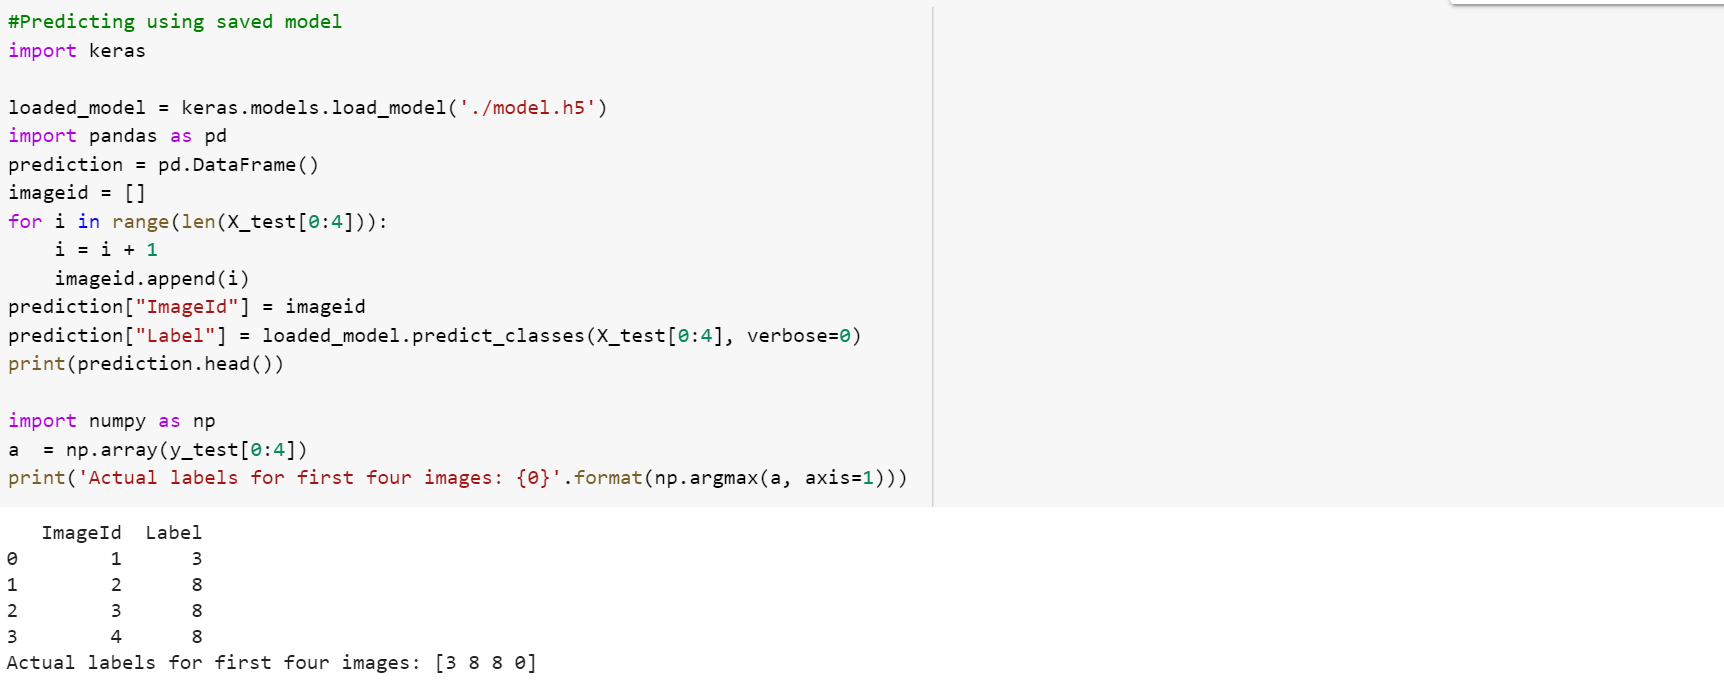 #Predicting using saved model
import keras

loaded_model = keras.models.load_model('./model.h5')
import pandas as pd
prediction = pd.DataFrame()
imageid = []
for i in range(len(X_test[0:4])):
    i = i + 1
    imageid.append(i)
prediction["ImageId"] = imageid
prediction["Label"] = loaded_model.predict_classes(X_test[0:4], verbose=0)
print(prediction.head())

import numpy as np
a  = np.array(y_test[0:4])
print('Actual labels for first four images: {0}'.format(np.argmax(a, axis=1)))
   ImageId  Label
0        1      3
1        2      8
2        3      8
3        4      8
Actual labels for first four images: [3 8 8 0]